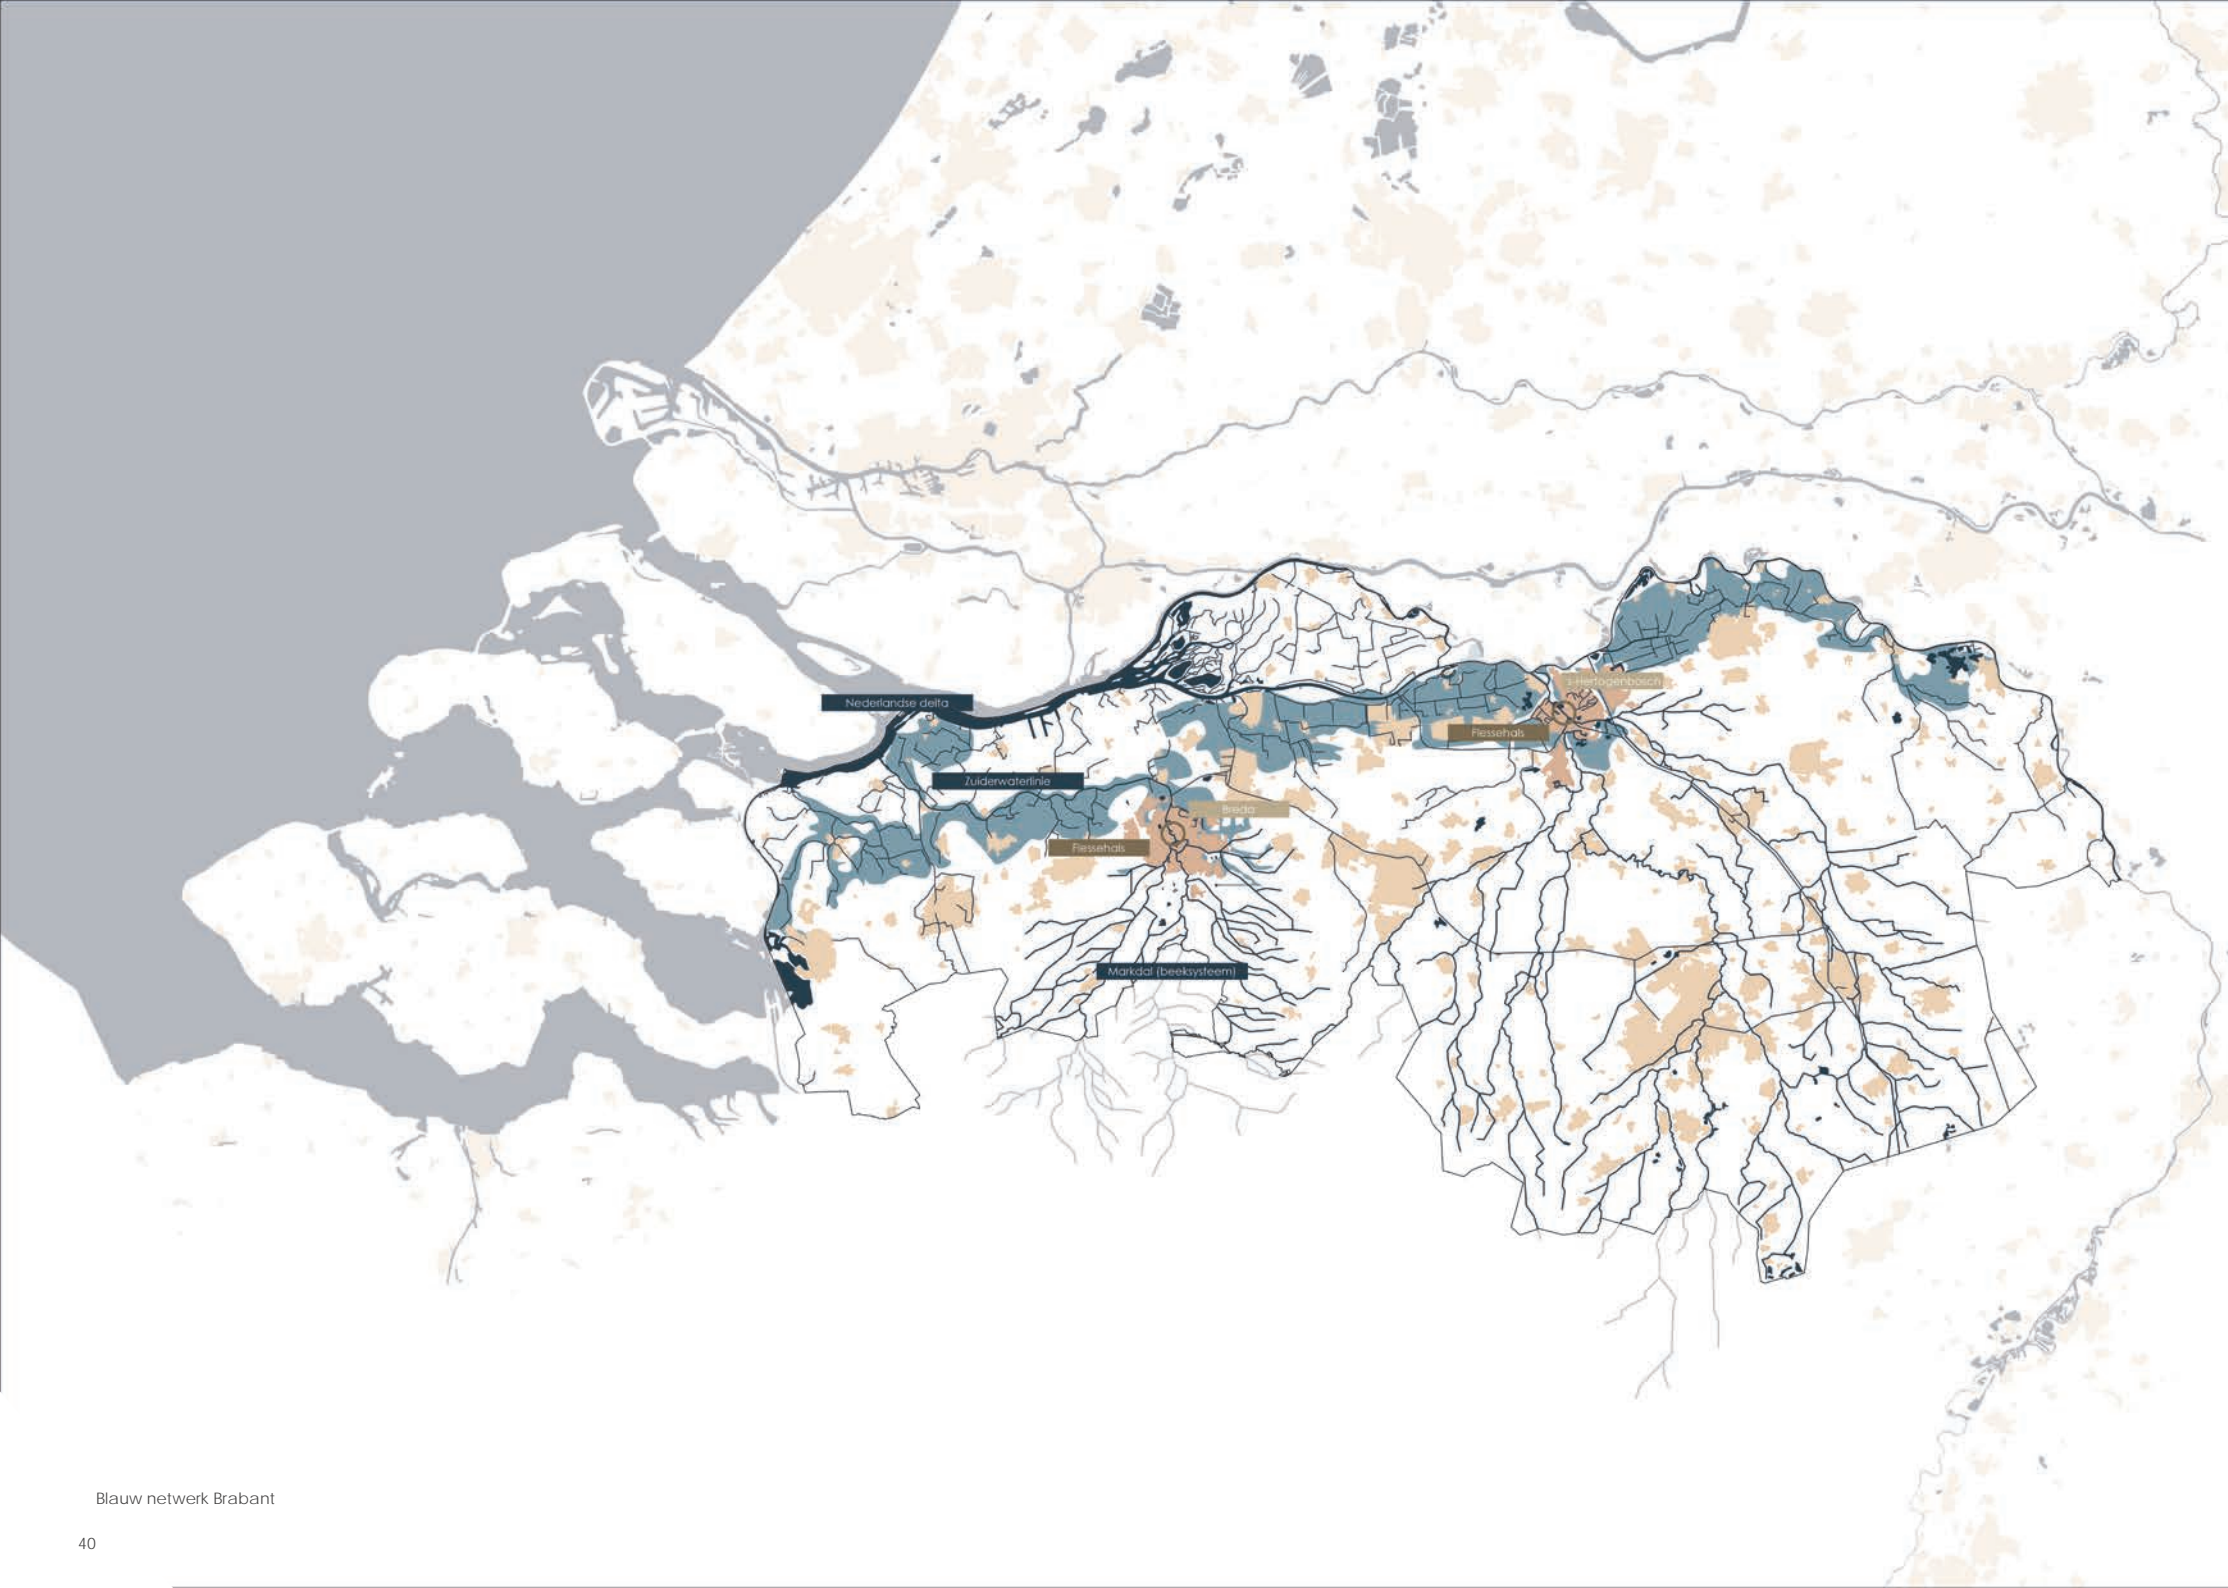 's-Hertogenbosch
Nederlandse delta
Flessehals
Zuiderwaterlinie
Breda
Flessehals
Markdal (beeksysteem)
Blauw netwerk Brabant
40